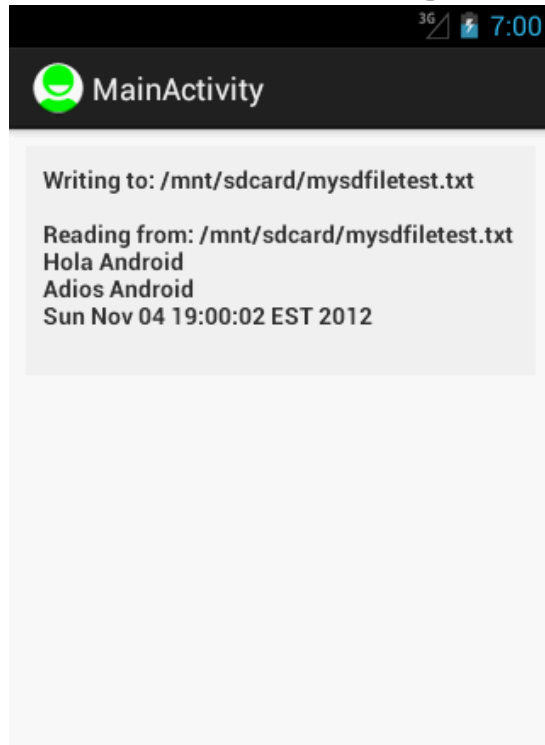 3G 7:00
MainActivity
Writing to: /mnt/sdcard/mysdfiletest.txt
Reading from: /mnt/sdcard/mysdfiletest.txt
Hola Android
Adios Android
Sun Nov 04 19:00:02 EST 2012